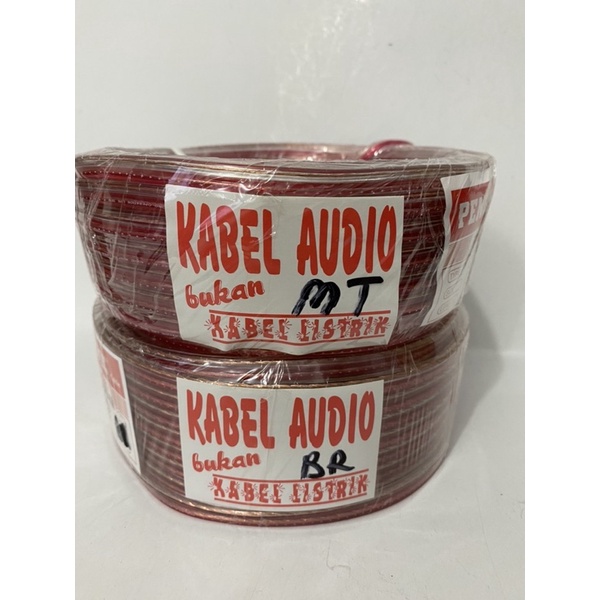 KABEL AUDIO
bukan MT
KABEL LISTRIK
KABEL AUDIO
bukan BR
KABEL LISTRIK